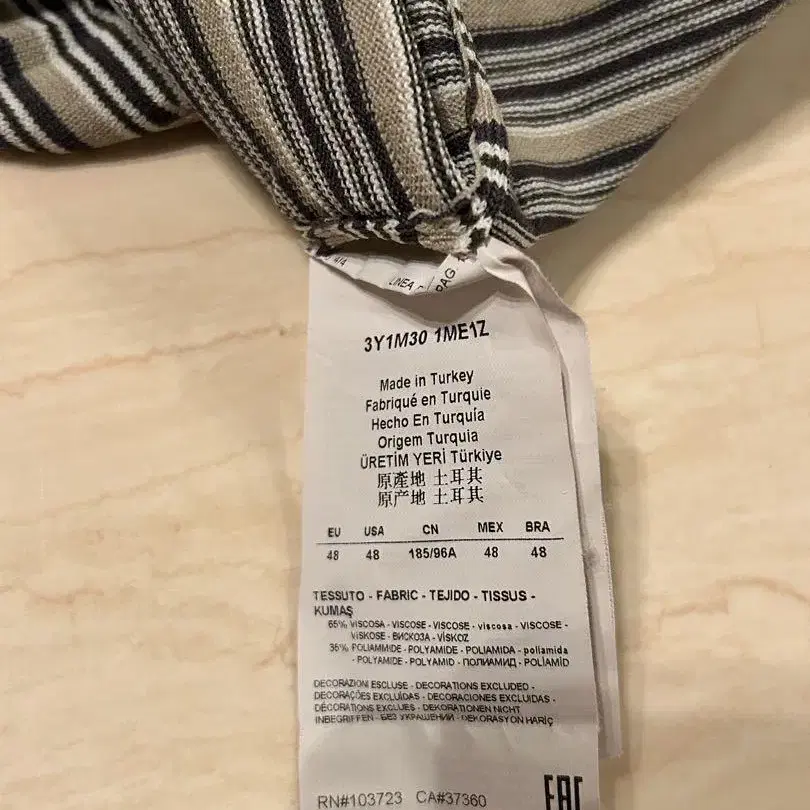 4/4
LINEA
PAG
3Y1M30 1ME1Z
Made in Turkey
Fabriqué en Turquie
Hecho En Turquía
Origem Turquia
ÜRETİM YERİ Türkiye
原產地 土耳其
原产地 土耳其
EU USA CN MEX BRA
48 48 185/96A 48 48
TESSUTO - FABRIC - TEJIDO - TISSUS -
KUMAŞ
65% VISCOSA - VISCOSE - VISCOSE - viscosa - VISCOSE -
VISKOSE - ВИСКОЗА - VİSKOZ
35% POLIAMMIDE - POLYAMIDE - POLIAMIDA - poliamida
- POLYAMIDE - POLYAMID - ПОЛИАМИД - POLİAMİD
DECORAZIONI ESCLUSE - DECORATIONS EXCLUDED -
DECORAÇÕES EXCLUÍDAS - DECORACIONES EXCLUIDAS -
DÉCORATIONS EXCLUES - DEKORATIONEN NICHT
INBEGRIFFEN - БЕЗ УКРАШЕНИЙ - DEKORASYON HARİÇ
RN#103723 CA#37360
EAC